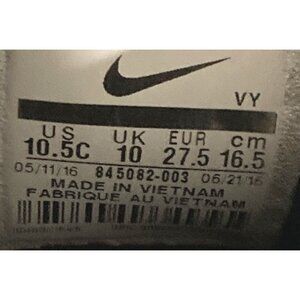 VY
US UK EUR cm
10.5C 10 27.5 16.5
05/11/16 845082-003 06/21/16
MADE IN VIETNAM
FABRIQUE AU VIETNAM